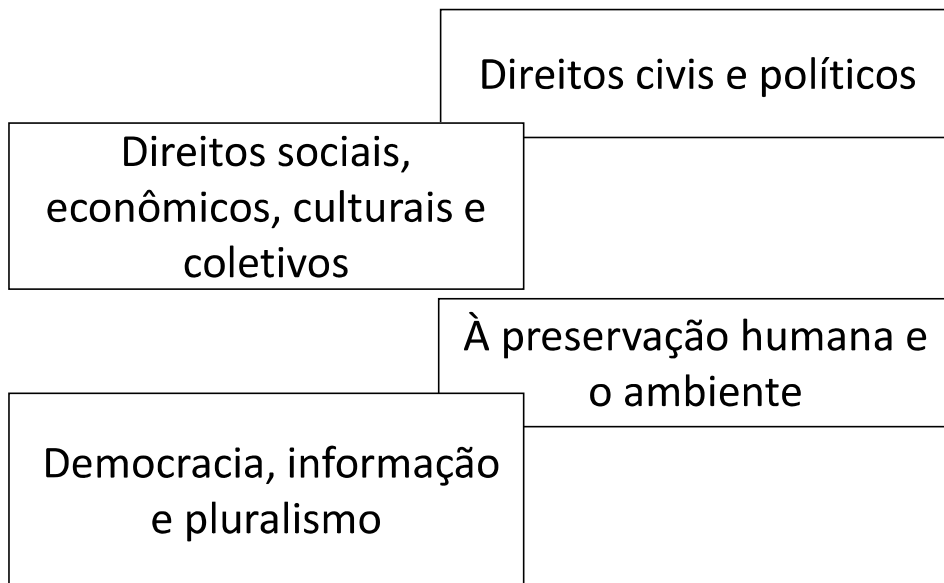 Direitos civis e políticos
Direitos sociais,
econômicos, culturais e
coletivos
À preservação humana e
o ambiente
Democracia, informação
e pluralismo